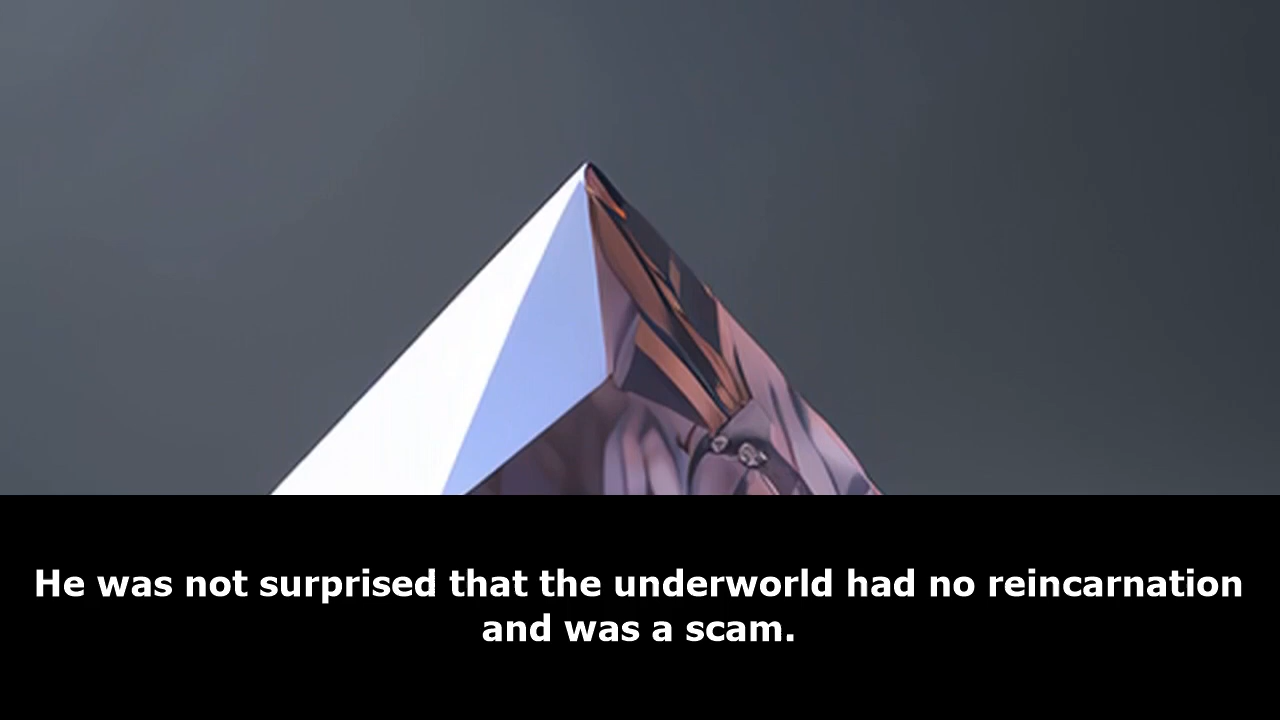 He was not surprised that the underworld had no reincarnation
and was a scam.